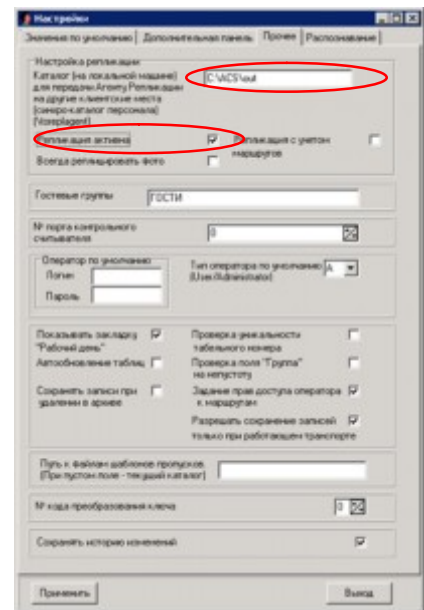 Настройки
Значения по умолчанию Дополнительная панель Прочее Распознавание
Настройка репликации
Каталог (на локальной машине)
для передачи Агенту Репликации
на другие клиентские места
(синхро-каталог персонала)
(Voreplagent)
C:\ACS\out
Репликация активна
Репликация с учетом
маршрутов
Всегда реплицировать фото
Гостевые группы
ГОСТИ
№ порта контрольного
считывателя
0
Оператор по умолчанию
Логин
Пароль
Тип оператора по умолчанию
(User/Administrator)
A
Показывать закладку
"Рабочий день"
Проверка уникальности
табельного номера
Автообновление таблиц
Проверка поля "Группа"
на непустоту
Сохранять записи при
удалении в архиве
Задание прав доступа оператора
к маршрутам
Разрешать сохранение записей
только при работающем транспорте
Путь к файлам шаблонов пропусков.
(При пустом поле - текущий каталог)
№ кода преобразования ключа
Сохранять историю изменений
Применить
Выход